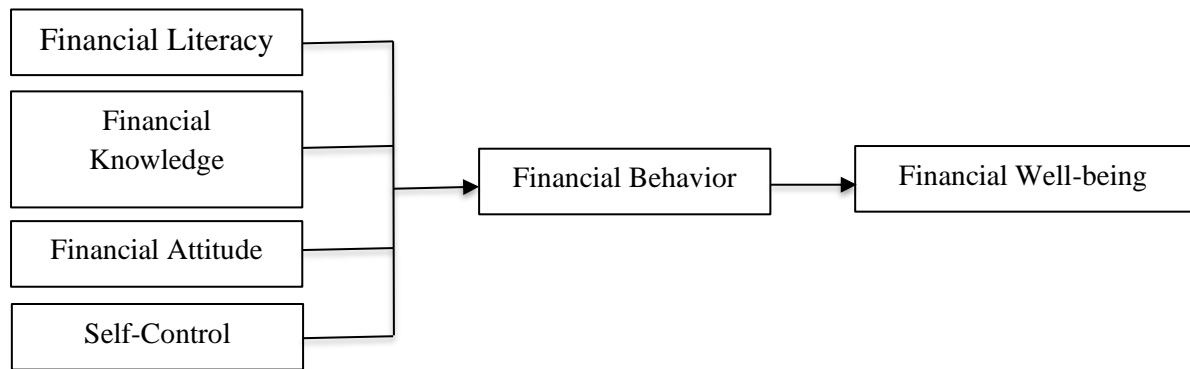 Financial Literacy
Financial
Knowledge
Financial Attitude
Self-Control
Financial Behavior
Financial Well-being